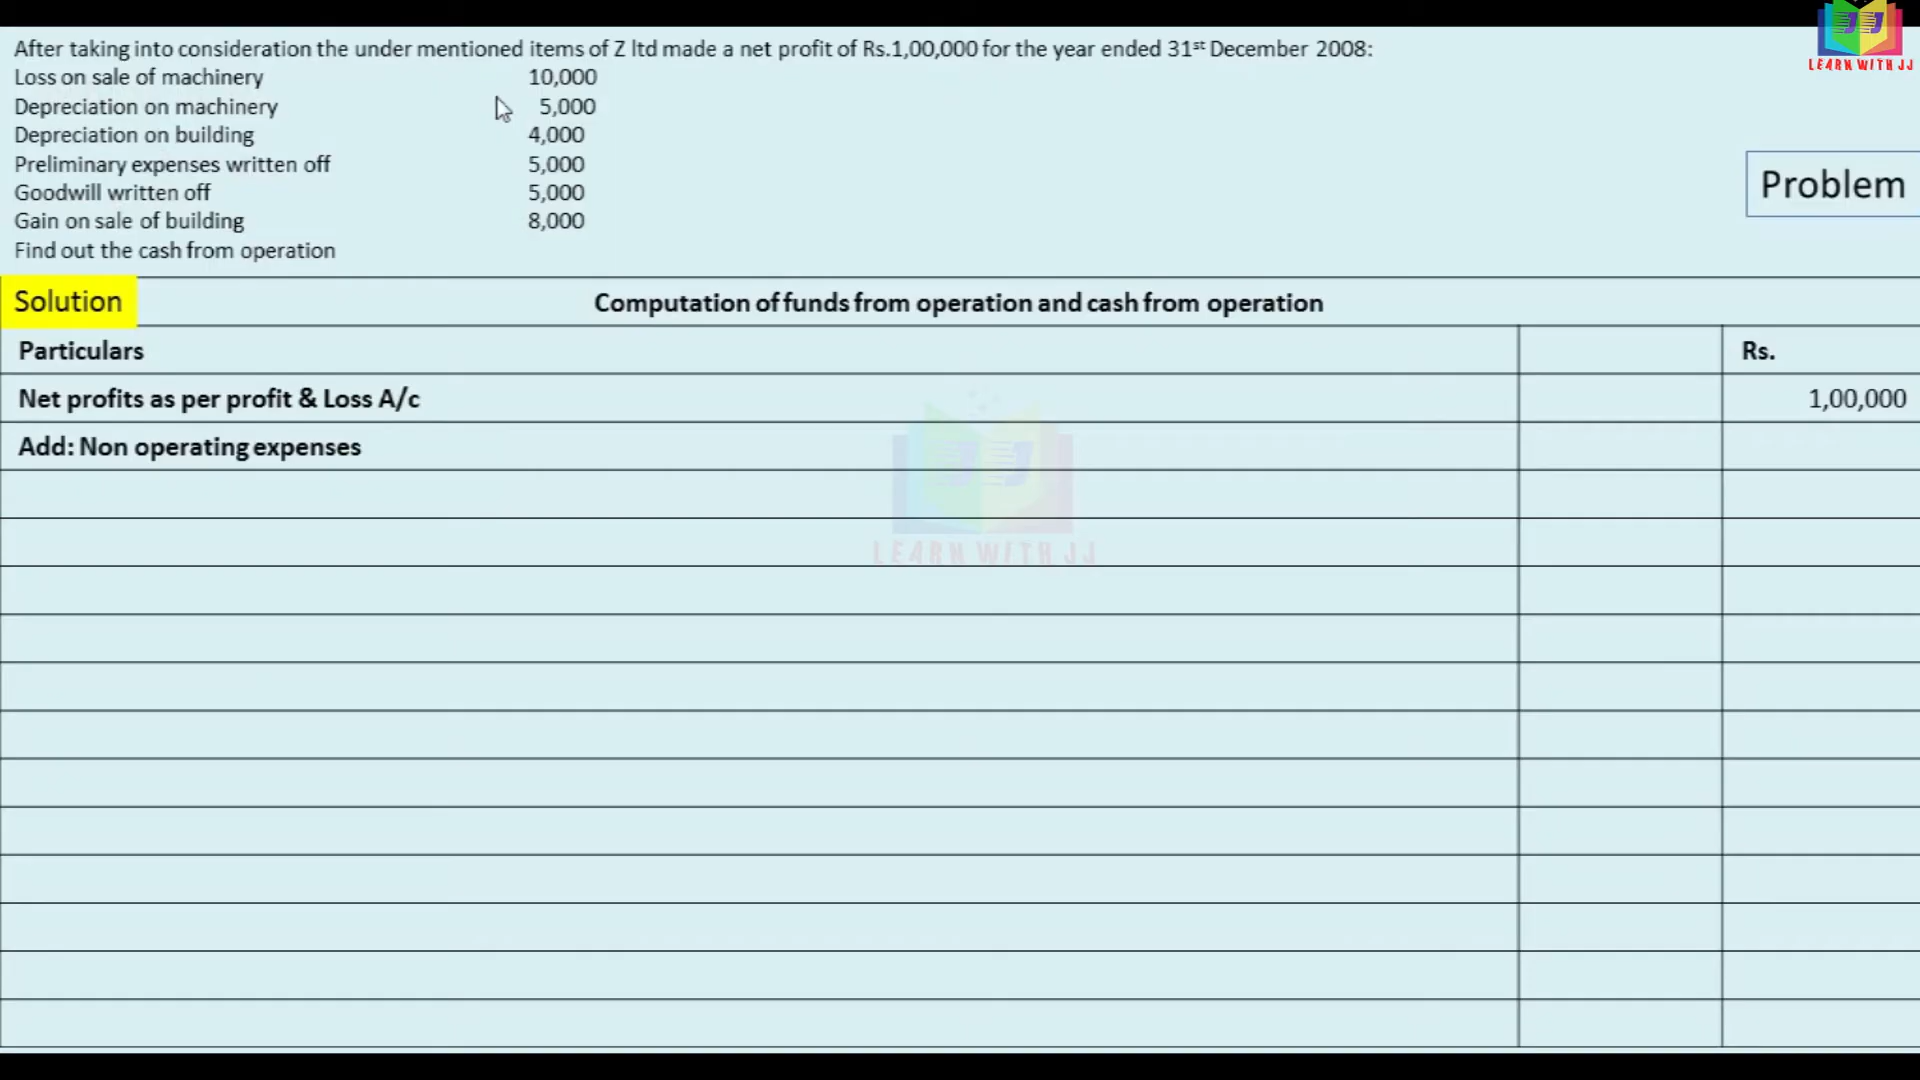 After taking into consideration the under mentioned items of Z ltd made a net profit of Rs.1,00,000 for the year ended 31st December 2008:
Loss on sale of machinery 10,000
Depreciation on machinery 5,000
Depreciation on building 4,000
Preliminary expenses written off 5,000
Goodwill written off 5,000
Gain on sale of building 8,000
Find out the cash from operation
LEARN WITH JJ
Problem
Solution Computation of funds from operation and cash from operation
Particulars Rs.
Net profits as per profit & Loss A/c 1,00,000
Add: Non operating expenses
LEARN WITH JJ